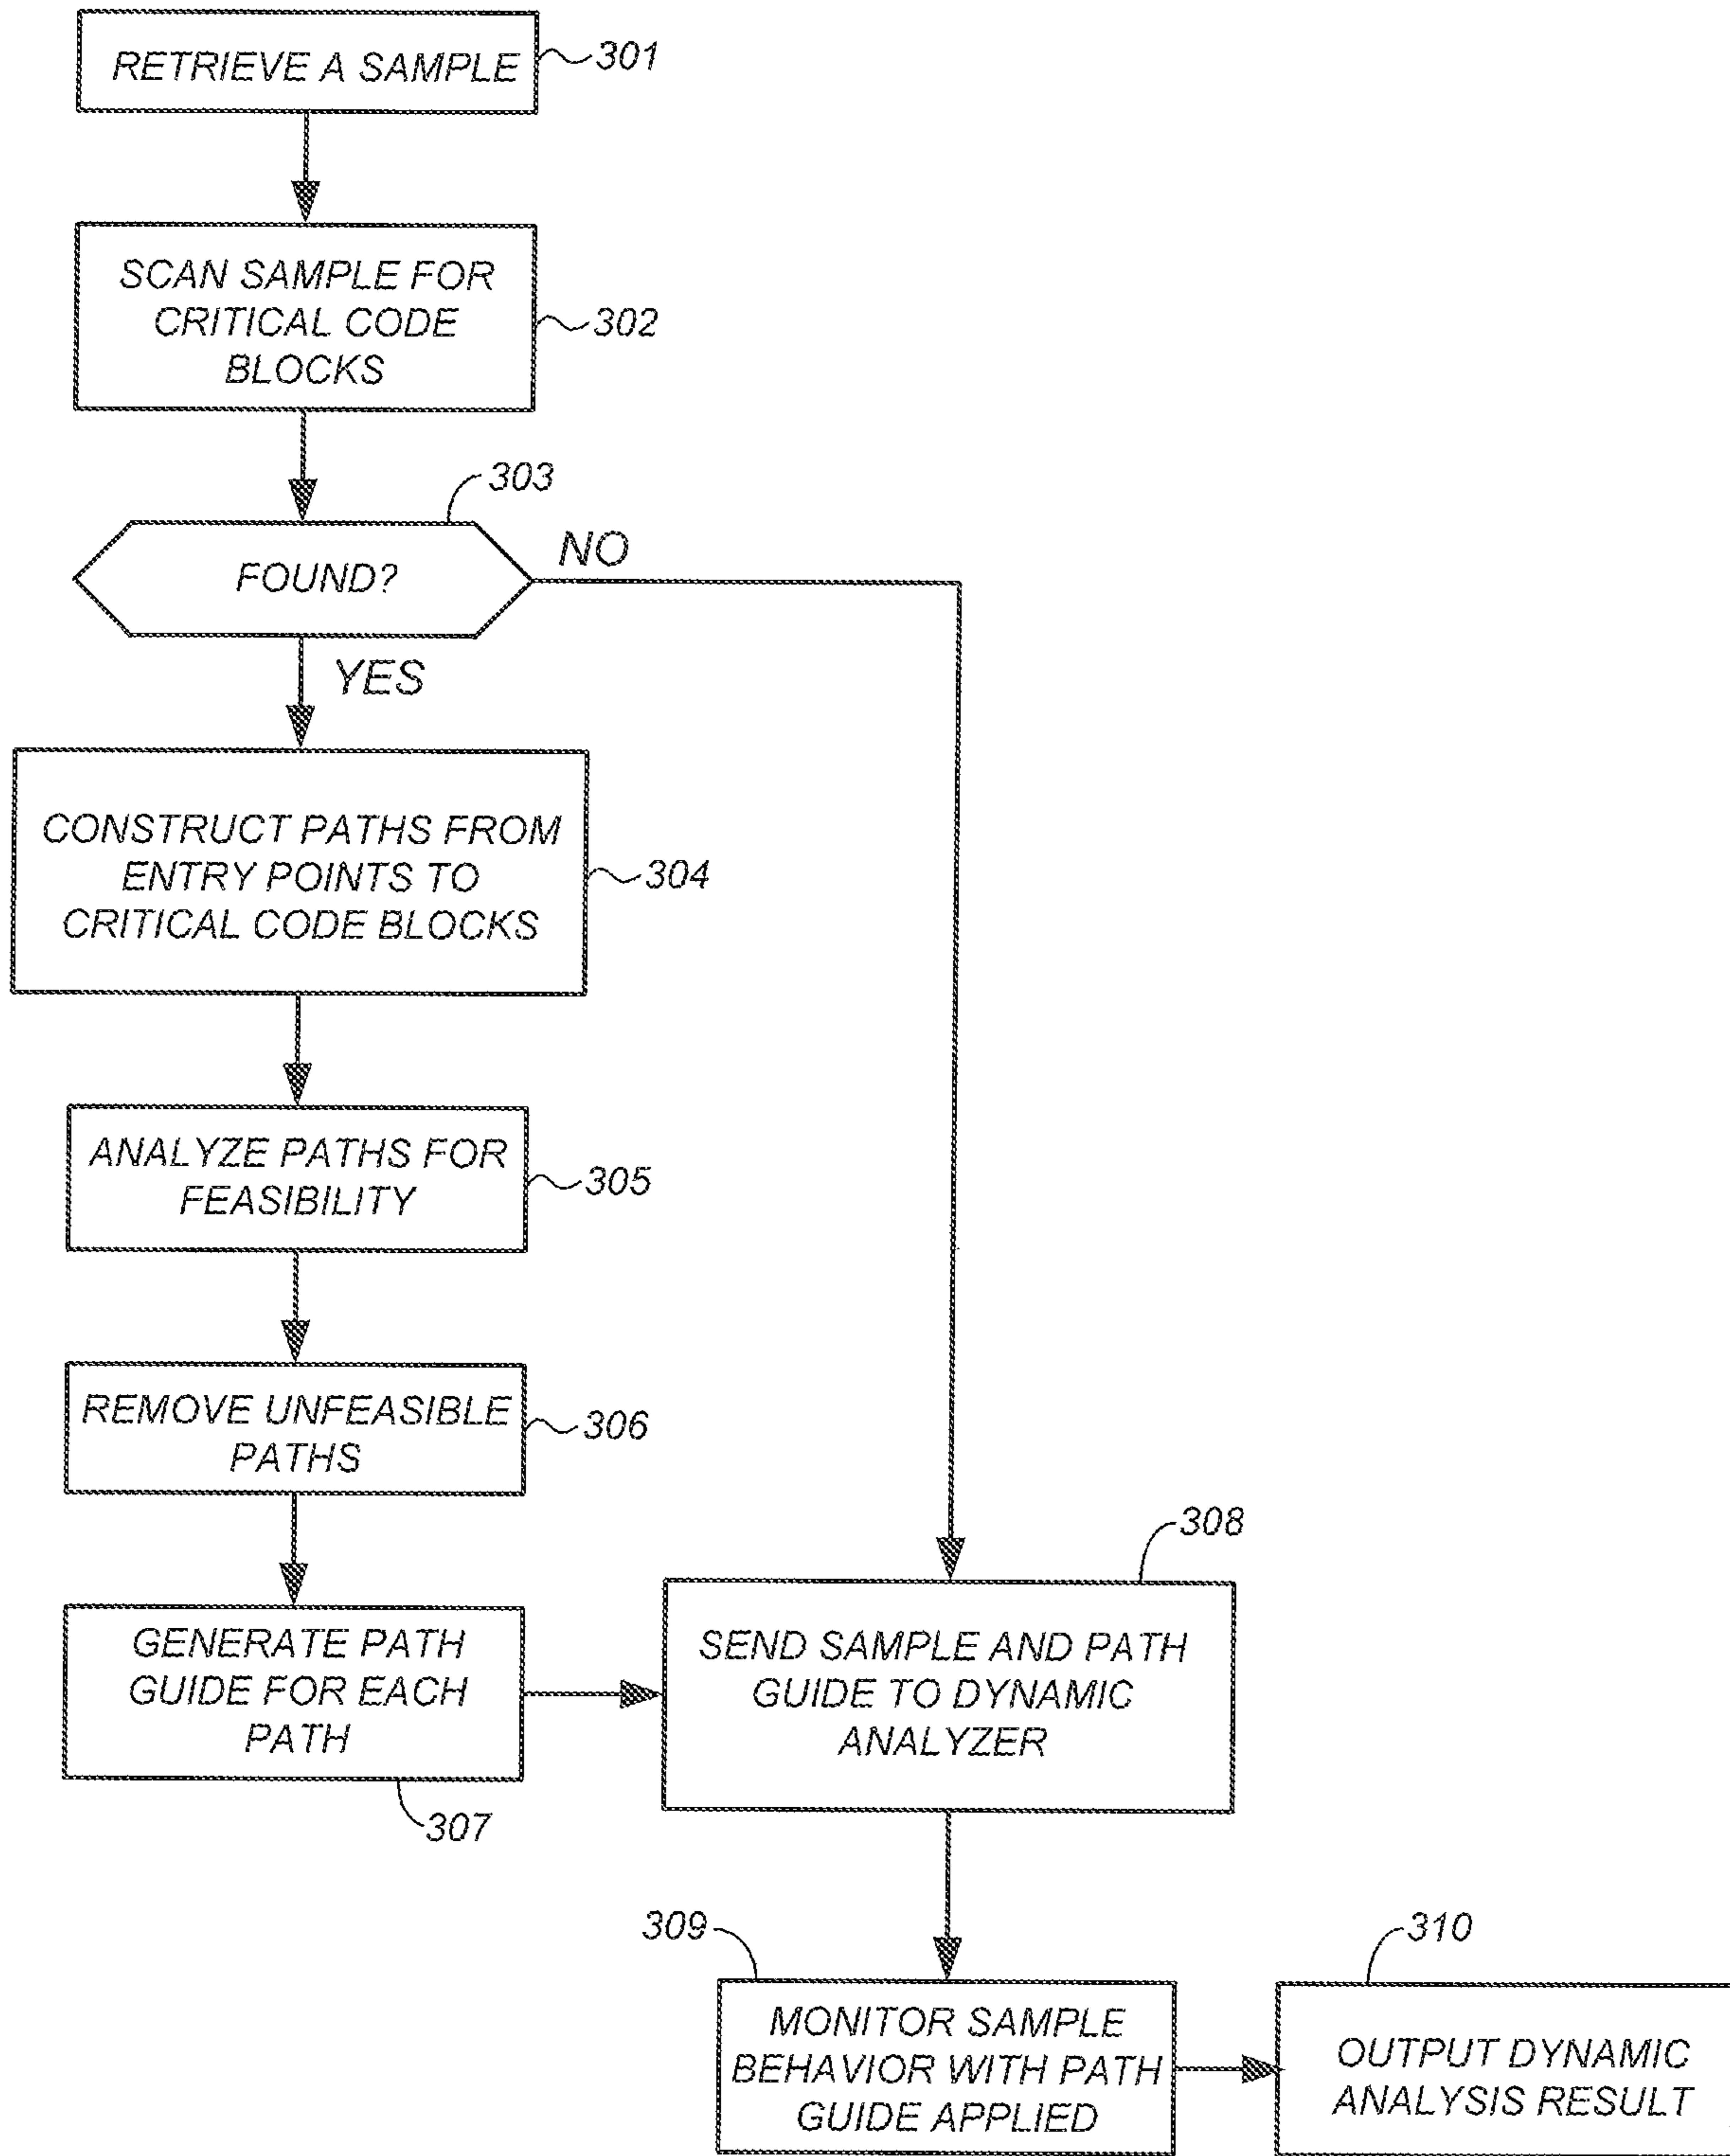 RETRIEVE A SAMPLE
301
SCAN SAMPLE FOR
CRITICAL CODE
BLOCKS
302
303
FOUND?
NO
YES
CONSTRUCT PATHS FROM
ENTRY POINTS TO
CRITICAL CODE BLOCKS
304
ANALYZE PATHS FOR
FEASIBILITY
305
REMOVE UNFEASIBLE
PATHS
306
GENERATE PATH
GUIDE FOR EACH
PATH
307
308
SEND SAMPLE AND PATH
GUIDE TO DYNAMIC
ANALYZER
309
MONITOR SAMPLE
BEHAVIOR WITH PATH
GUIDE APPLIED
310
OUTPUT DYNAMIC
ANALYSIS RESULT